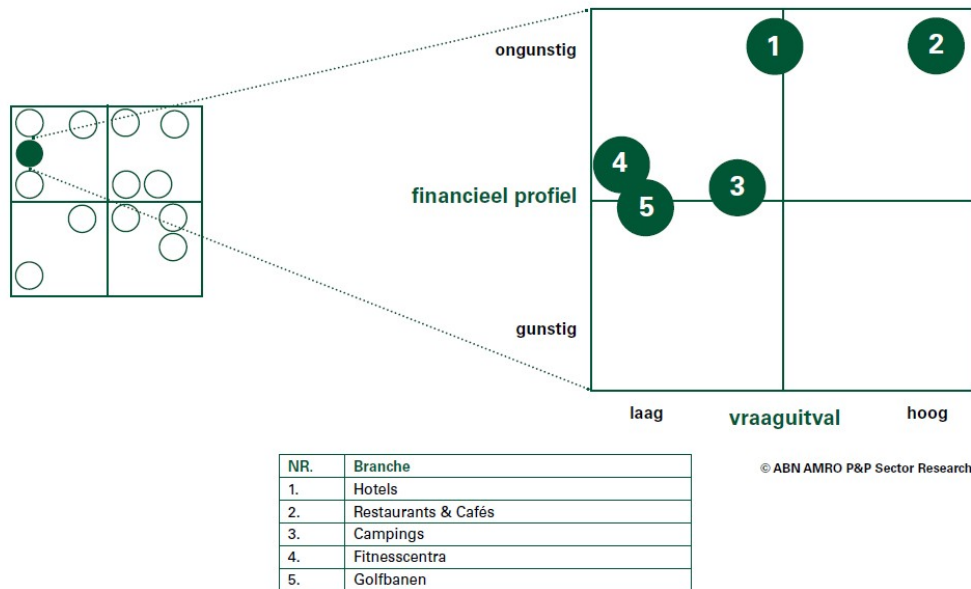 ongunstig
1
2
4
3
5
financieel profiel
gunstig
laag
vraaguitval
hoog
© ABN AMRO P&P Sector Research
NR. Branche
1. Hotels
2. Restaurants & Cafés
3. Campings
4. Fitnesscentra
5. Golfbanen